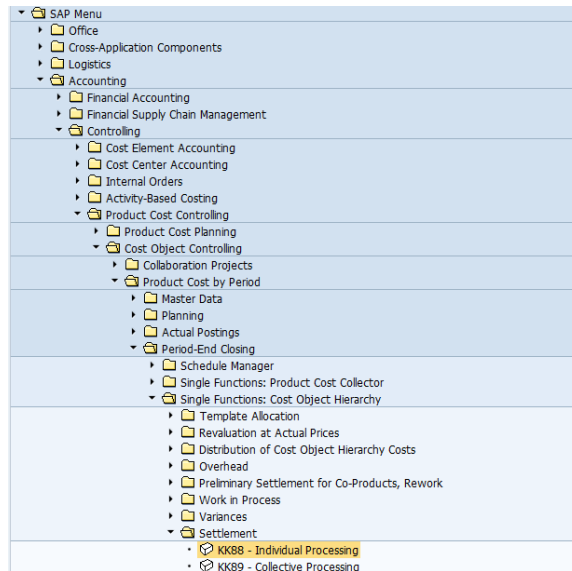 SAP Menu
Office
Cross-Application Components
Logistics
Accounting
Financial Accounting
Financial Supply Chain Management
Controlling
Cost Element Accounting
Cost Center Accounting
Internal Orders
Activity-Based Costing
Product Cost Controlling
Product Cost Planning
Cost Object Controlling
Collaboration Projects
Product Cost by Period
Master Data
Planning
Actual Postings
Period-End Closing
Schedule Manager
Single Functions: Product Cost Collector
Single Functions: Cost Object Hierarchy
Template Allocation
Revaluation at Actual Prices
Distribution of Cost Object Hierarchy Costs
Overhead
Preliminary Settlement for Co-Products, Rework
Work in Process
Variances
Settlement
KK88 - Individual Processing
KK89 - Collective Processing